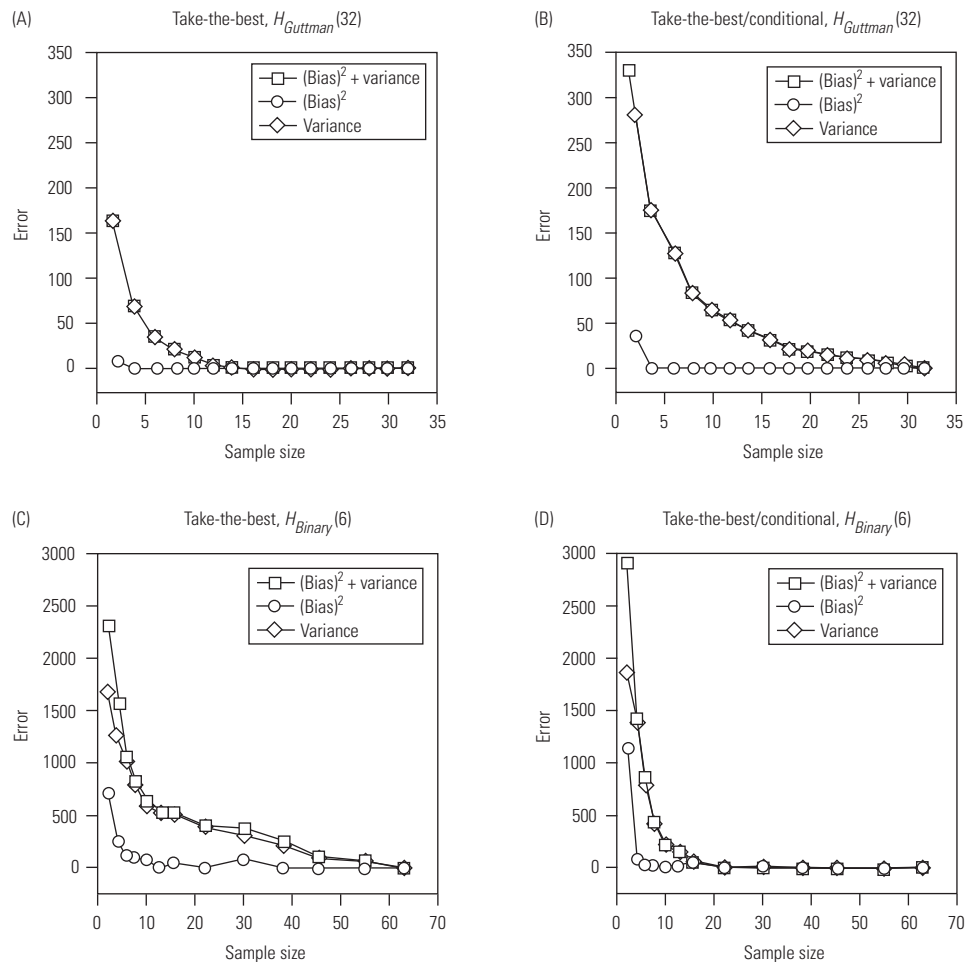 (A) Take-the-best, H_Guttman (32)
350
300
250
200
150
100
50
0
Error
(Bias)² + variance
(Bias)²
Variance
0 5 10 15 20 25 30 35
Sample size
(B) Take-the-best/conditional, H_Guttman (32)
350
300
250
200
150
100
50
0
Error
(Bias)² + variance
(Bias)²
Variance
0 5 10 15 20 25 30 35
Sample size
(C) Take-the-best, H_Binary (6)
3000
2500
2000
1500
1000
500
0
Error
(Bias)² + variance
(Bias)²
Variance
0 10 20 30 40 50 60 70
Sample size
(D) Take-the-best/conditional, H_Binary (6)
3000
2500
2000
1500
1000
500
0
Error
(Bias)² + variance
(Bias)²
Variance
0 10 20 30 40 50 60 70
Sample size